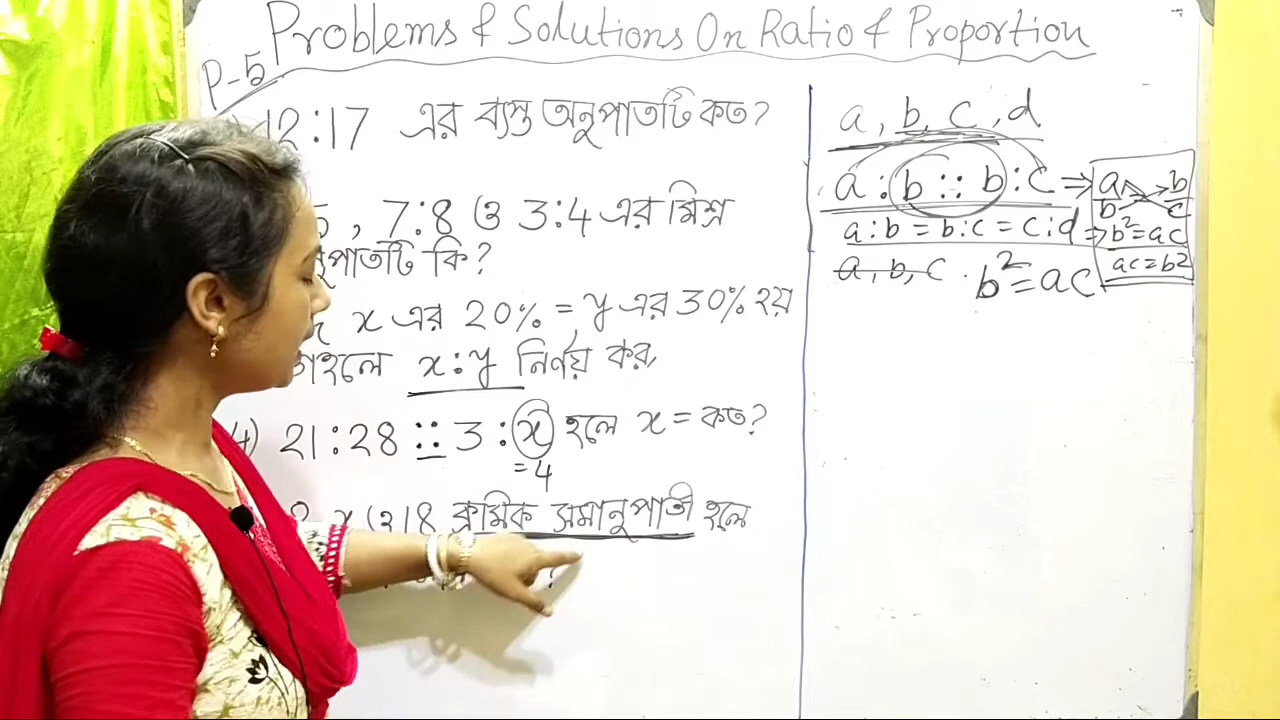 Problems & Solutions On Ratio & Proportion
P-5
12:17 এর ব্যস্ত অনুপাতটি কত?
5, 7:8 ও 3:4 এর মিশ্র
পাতটি কি?
x এর 20% = y এর 30% হয়
তাহলে x:y নির্ণয় কর,
4) 21:28 :: 3:x হলে x = কত?
=4
x ও 18 ক্রমিক সমানুপাতী হলে
a, b, c, d
a:b :: b:c ⇒ a/b b/c
a:b = b:c = c:d ⇒ b²=ac
a, b, c. b²=ac ac=b²